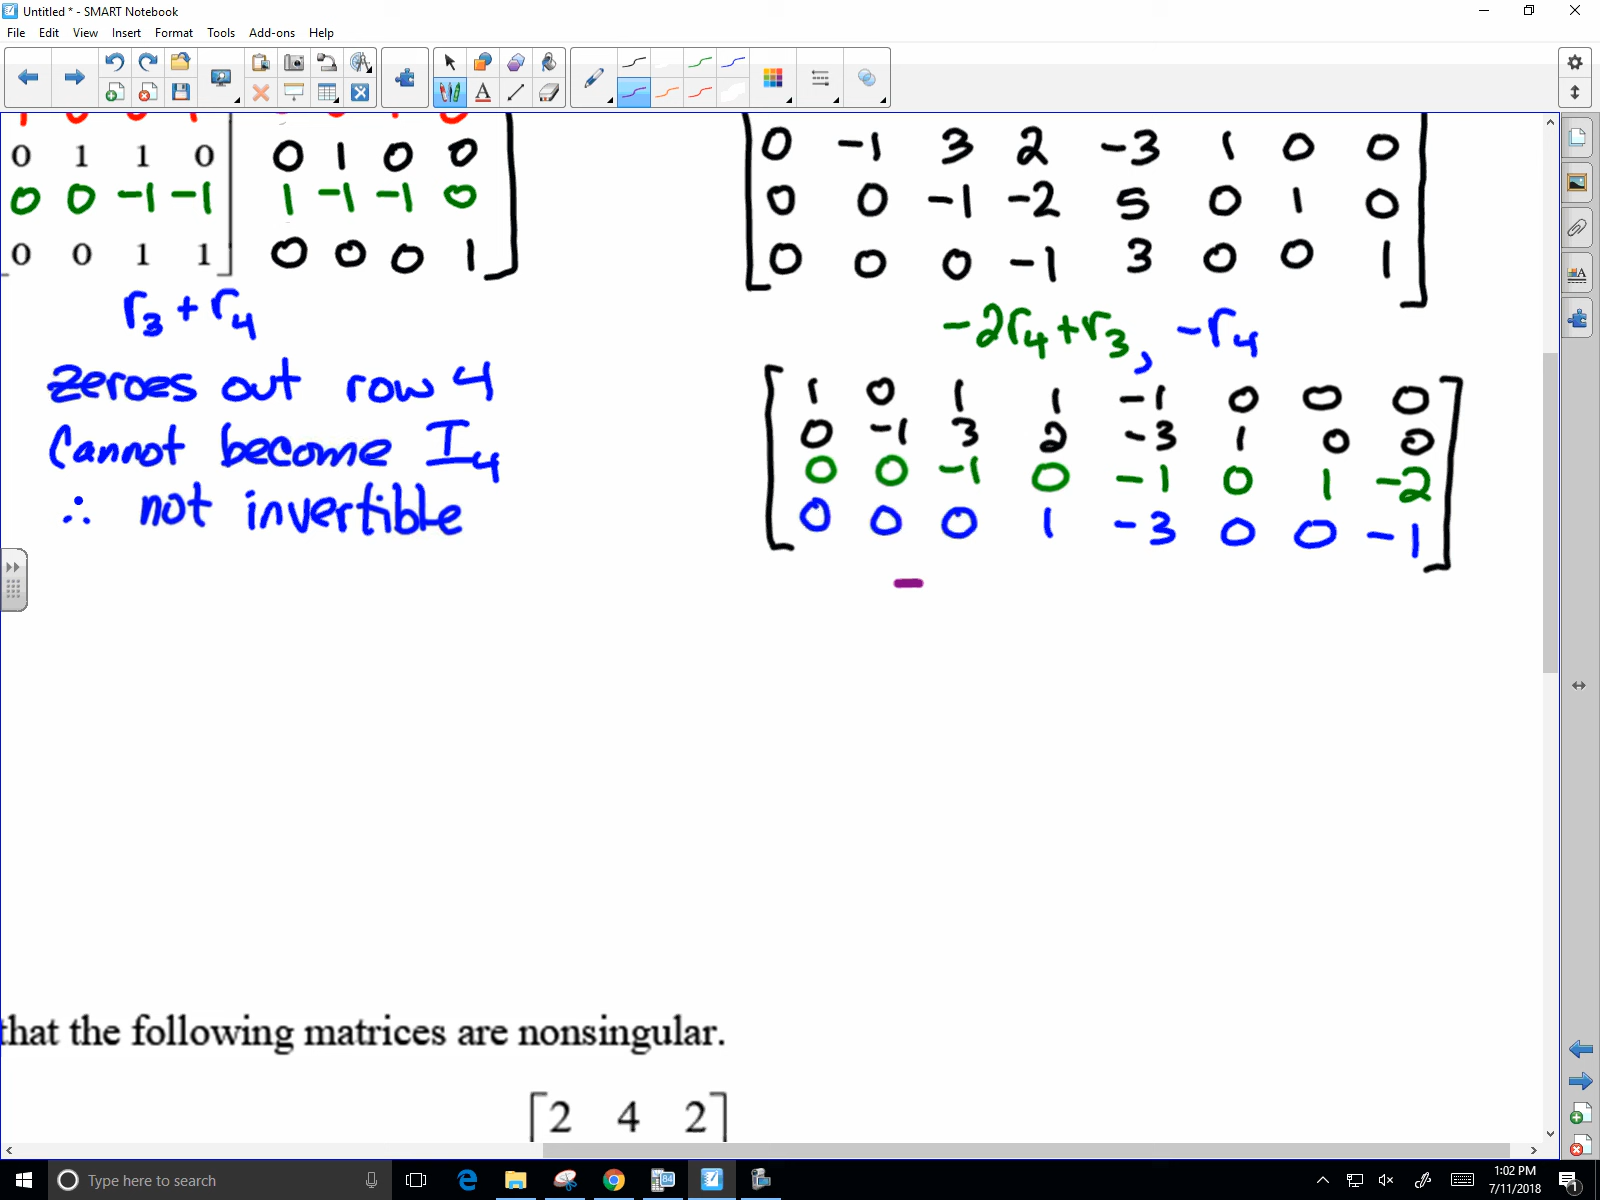 Untitled * - SMART Notebook
File Edit View Insert Format Tools Add-ons Help
0 1 1 0 0 1 0 0
0 0 -1 -1 1 -1 -1 0
0 0 1 1 0 0 0 1
r3 + r4
zeroes out row 4
Cannot become I4
∴ not invertible
0 -1 3 2 -3 1 0 0
0 0 -1 -2 5 0 1 0
0 0 0 -1 3 0 0 1
-2r4+r3, -r4
1 0 1 1 -1 0 0 0
0 -1 3 2 -3 1 0 0
0 0 -1 0 -1 0 1 -2
0 0 0 1 -3 0 0 -1
-
that the following matrices are nonsingular.
2 4 2
Type here to search
84
1:02 PM
7/11/2018
1